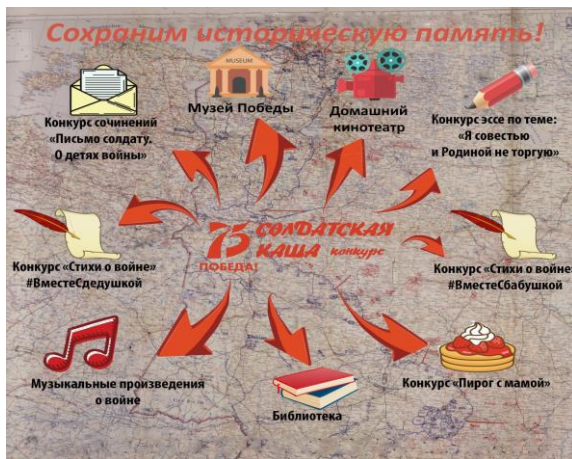 Сохраним историческую память!
MUSEUM
Музей Победы
Домашний
кинотеатр
Конкурс сочинений
«Письмо солдату.
О детях войны»
Конкурс эссе по теме:
«Я совестью
и Родиной не торгую»
75
ПОБЕДА!
СОЛДАТСКАЯ
КАША конкурс
Конкурс «Стихи о войне»
#ВместеСдедушкой
Конкурс «Стихи о войне»
#ВместеСбабушкой
Музыкальные произведения
о войне
Библиотека
Конкурс «Пирог с мамой»